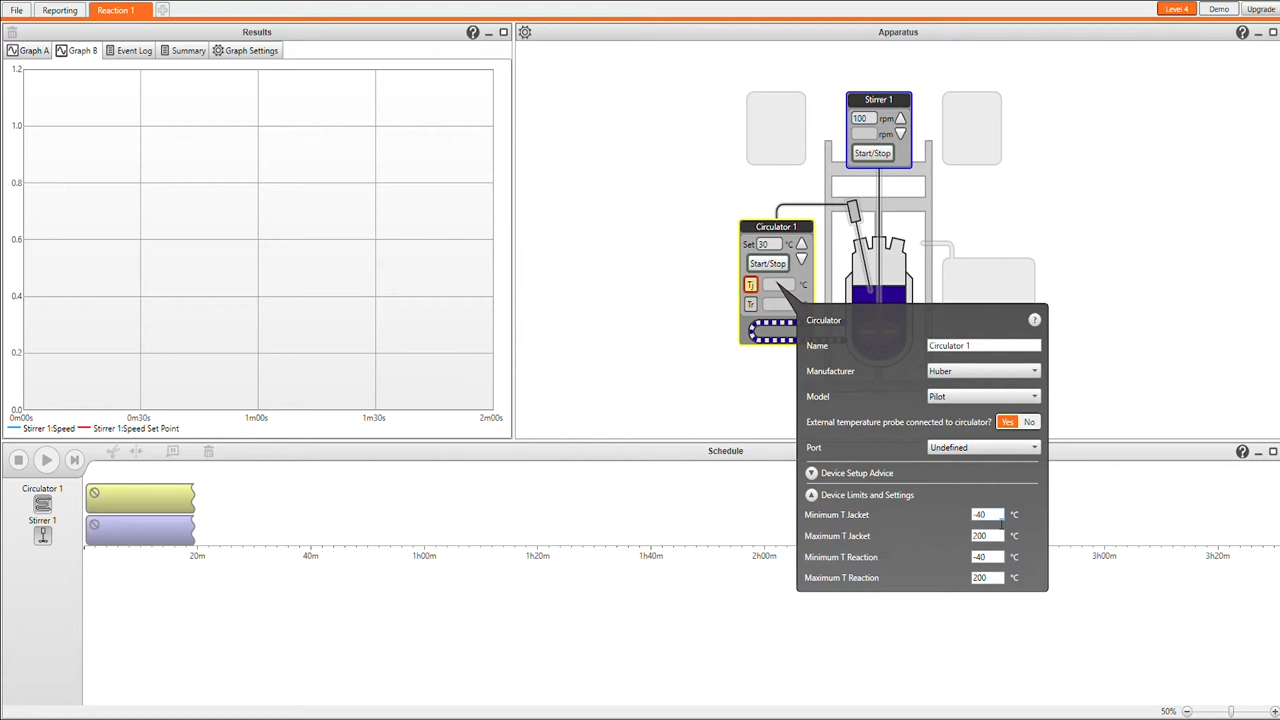 File Reporting Reaction 1 Level 4 Demo Upgrade
Results
Apparatus
Graph A Graph B Event Log Summary Graph Settings
1.2
1.0
0.8
0.6
0.4
0.2
0.0
0m00s 0m30s 1m00s 1m30s 2m00s
Stirrer 1:Speed Stirrer 1:Speed Set Point
Stirrer 1
100 rpm
rpm
Start/Stop
Circulator 1
Set 30 °C
Start/Stop
Tj °C
Tr
Circulator ?
Name Circulator 1
Manufacturer Huber
Model Pilot
External temperature probe connected to circulator? Yes No
Port Undefined
Device Setup Advice
Device Limits and Settings
Minimum T Jacket -40 °C
Maximum T Jacket 200 °C
Minimum T Reaction -40 °C
Maximum T Reaction 200 °C
Schedule
Circulator 1
Stirrer 1
20m 1h00m 1h40m 2h00m 3h00m 3h20m
50%